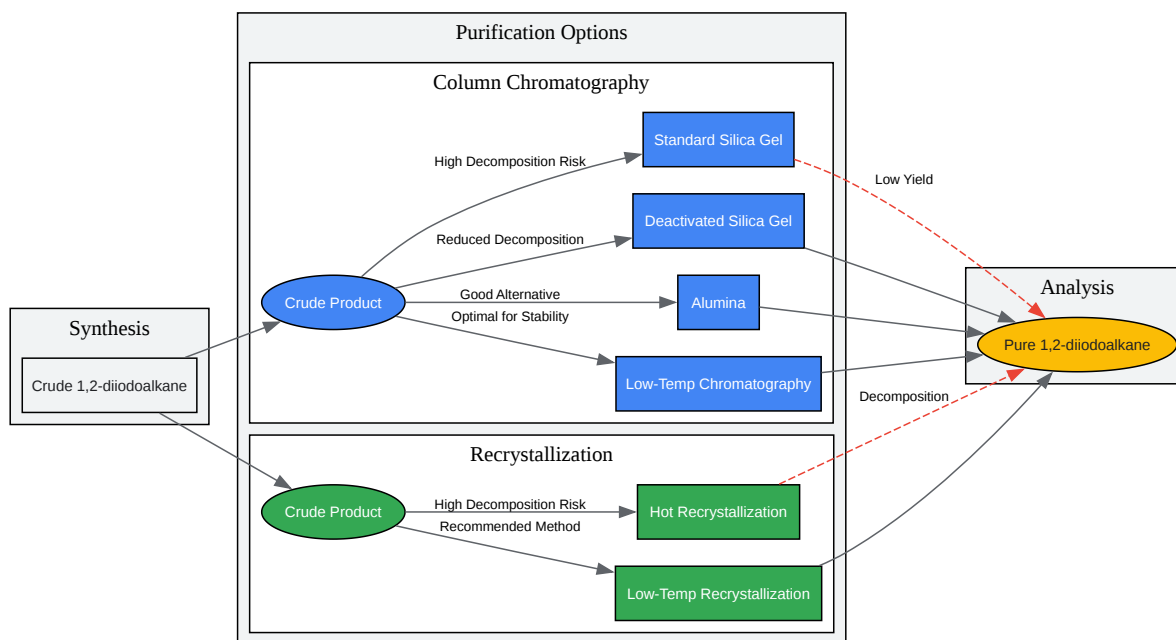 Purification Options
Column Chromatography
Standard Silica Gel
High Decomposition Risk
Low Yield
Deactivated Silica Gel
Reduced Decomposition
Crude Product
Good Alternative
Alumina
Optimal for Stability
Low-Temp Chromatography
Synthesis
Crude 1,2-diiodoalkane
Analysis
Pure 1,2-diiodoalkane
Decomposition
Recrystallization
Crude Product
High Decomposition Risk
Hot Recrystallization
Recommended Method
Low-Temp Recrystallization